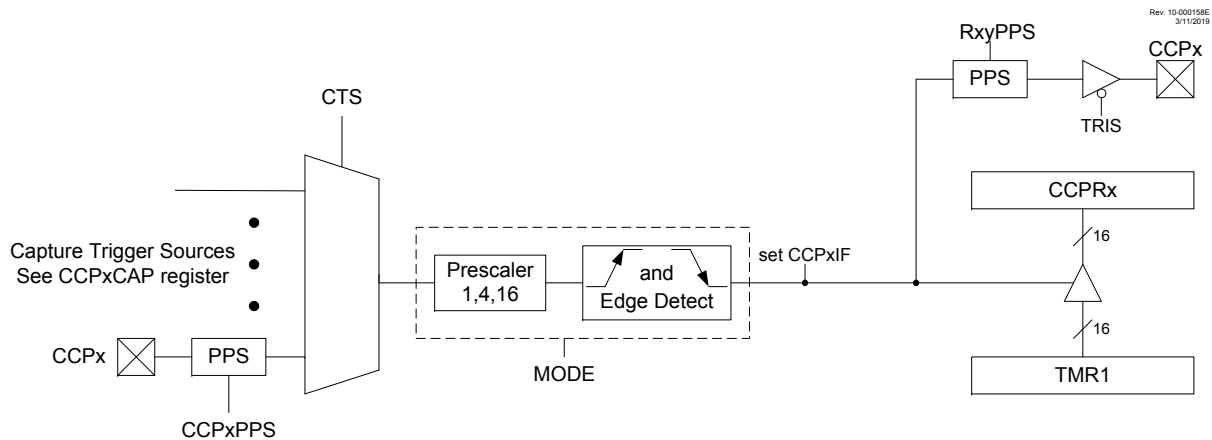 Rev. 10-000158E
3/11/2019
RxyPPS
CCPx
PPS
TRIS
CTS
CCPRx
16
Capture Trigger Sources
See CCPxCAP register
Prescaler
1,4,16
and
Edge Detect
set CCPxIF
16
CCPx
PPS
MODE
TMR1
CCPxPPS